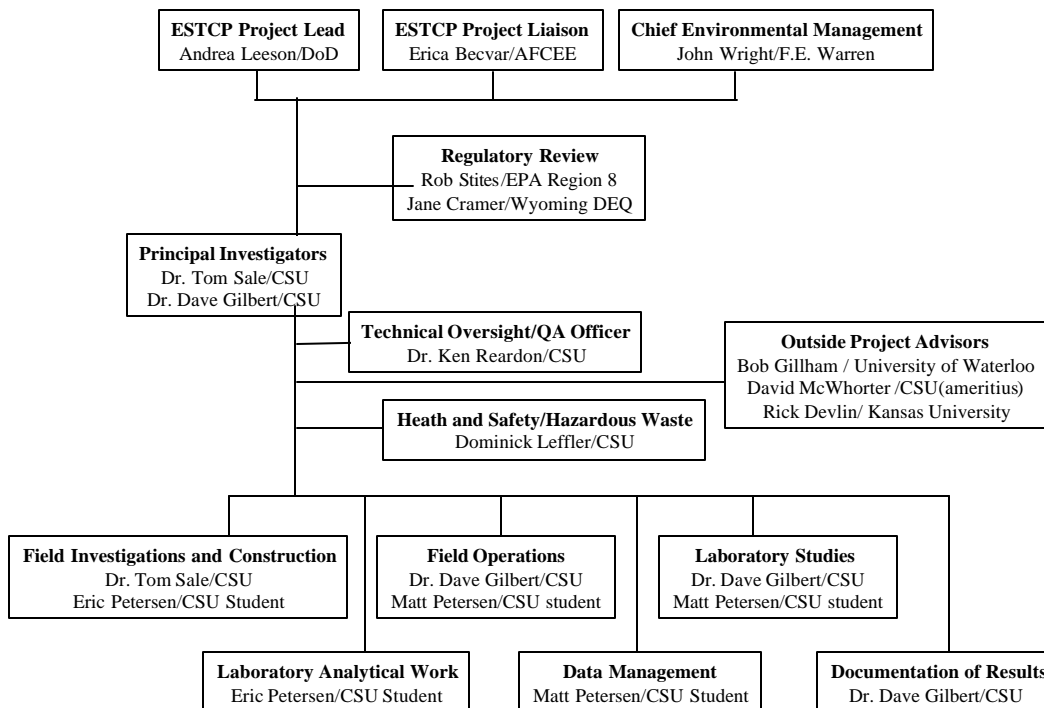 ESTCP Project Lead
Andrea Leeson/DoD
ESTCP Project Liaison
Erica Becvar/AFCEE
Chief Environmental Management
John Wright/F.E. Warren
Regulatory Review
Rob Stites/EPA Region 8
Jane Cramer/Wyoming DEQ
Principal Investigators
Dr. Tom Sale/CSU
Dr. Dave Gilbert/CSU
Technical Oversight/QA Officer
Dr. Ken Reardon/CSU
Outside Project Advisors
Bob Gillham / University of Waterloo
David McWhorter /CSU(ameritius)
Rick Devlin/ Kansas University
Heath and Safety/Hazardous Waste
Dominick Leffler/CSU
Field Investigations and Construction
Dr. Tom Sale/CSU
Eric Petersen/CSU Student
Field Operations
Dr. Dave Gilbert/CSU
Matt Petersen/CSU student
Laboratory Studies
Dr. Dave Gilbert/CSU
Matt Petersen/CSU student
Laboratory Analytical Work
Eric Petersen/CSU Student
Data Management
Matt Petersen/CSU Student
Documentation of Results
Dr. Dave Gilbert/CSU